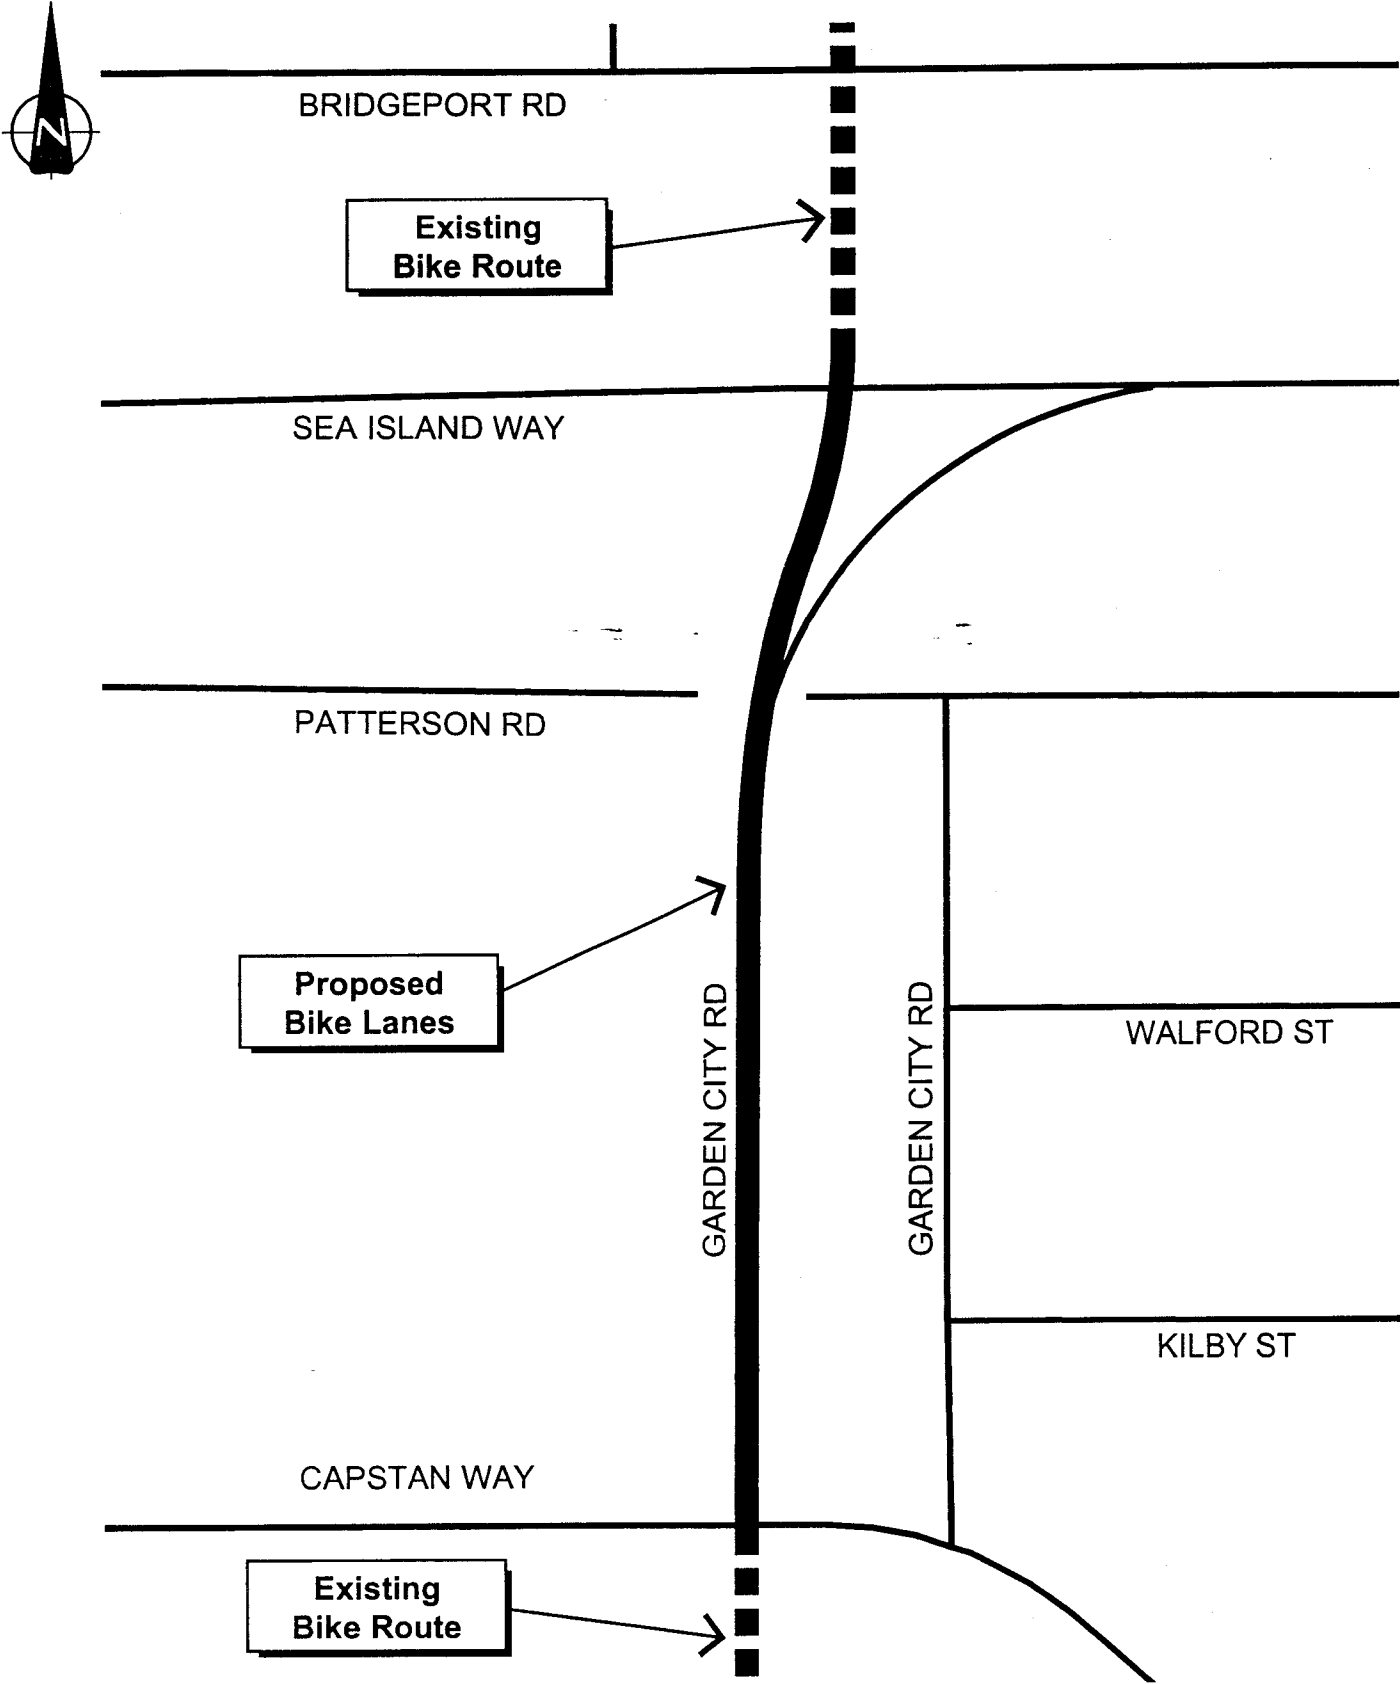 N
BRIDGEPORT RD
Existing
Bike Route
SEA ISLAND WAY
PATTERSON RD
Proposed
Bike Lanes
GARDEN CITY RD
GARDEN CITY RD
WALFORD ST
KILBY ST
CAPSTAN WAY
Existing
Bike Route